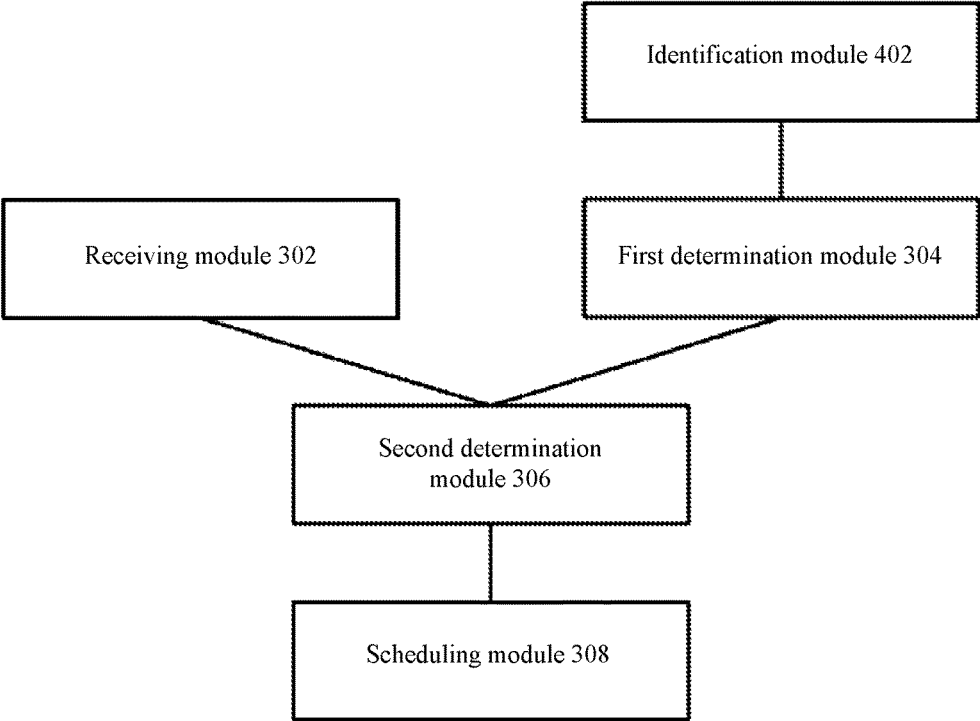 Identification module 402
Receiving module 302
First determination module 304
Second determination
module 306
Scheduling module 308